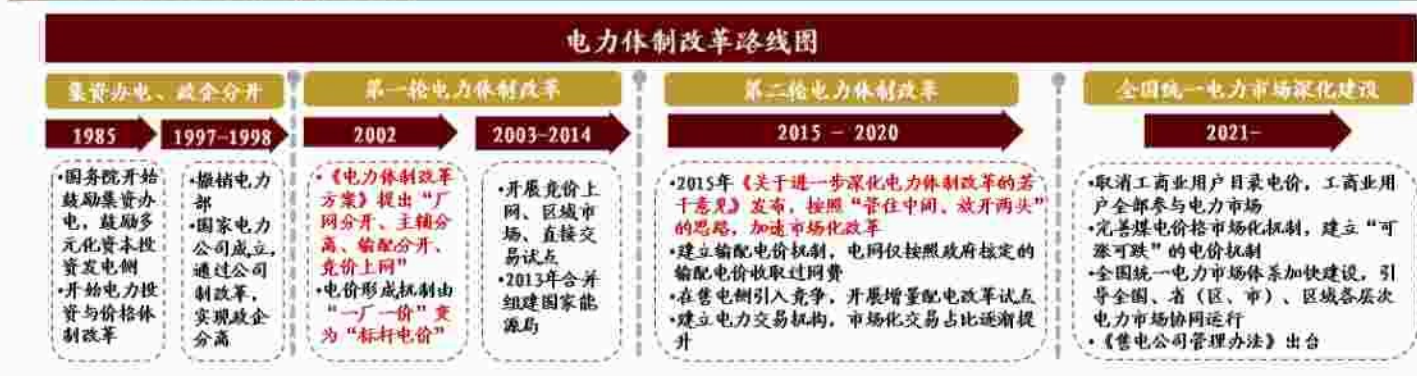 电力体制改革路线图
集资办电、政企分开
1985
1997-1998
•国务院开始
鼓励集资办
电，鼓励多
元化资本投
资发电侧
•开始电力投
资与价格体
制改革
•撤销电力
部
•国家电力
公司成立，
通过公司
制改革，
实现政企
分离
第一轮电力体制改革
2002
2003-2014
•《电力体制改革
方案》提出“厂
网分开、主辅分
离、输配分开、
竞价上网”
•电价形成机制由
“一厂一价”变
为“标杆电价”
•开展竞价上
网、区域市
场、直接交
易试点
•2013年合并
组建国家能
源局
第二轮电力体制改革
2015 - 2020
•2015年《关于进一步深化电力体制改革的若
干意见》发布，按照“管住中间、放开两头”
的思路，加速市场化改革
•建立输配电价机制，电网仅按照政府核定的
输配电价收取过网费
•在售电侧引入竞争，开展增量配电改革试点
•建立电力交易机构，市场化交易占比逐渐提
升
全国统一电力市场深化建设
2021-
•取消工商业用户目录电价，工商业用
户全部参与电力市场
•完善煤电价格市场化机制，建立“可
涨可跌”的电价机制
•全国统一电力市场体系加快建设，引
导全国、省（区、市）、区域各层次
电力市场协同运行
•《售电公司管理办法》出台